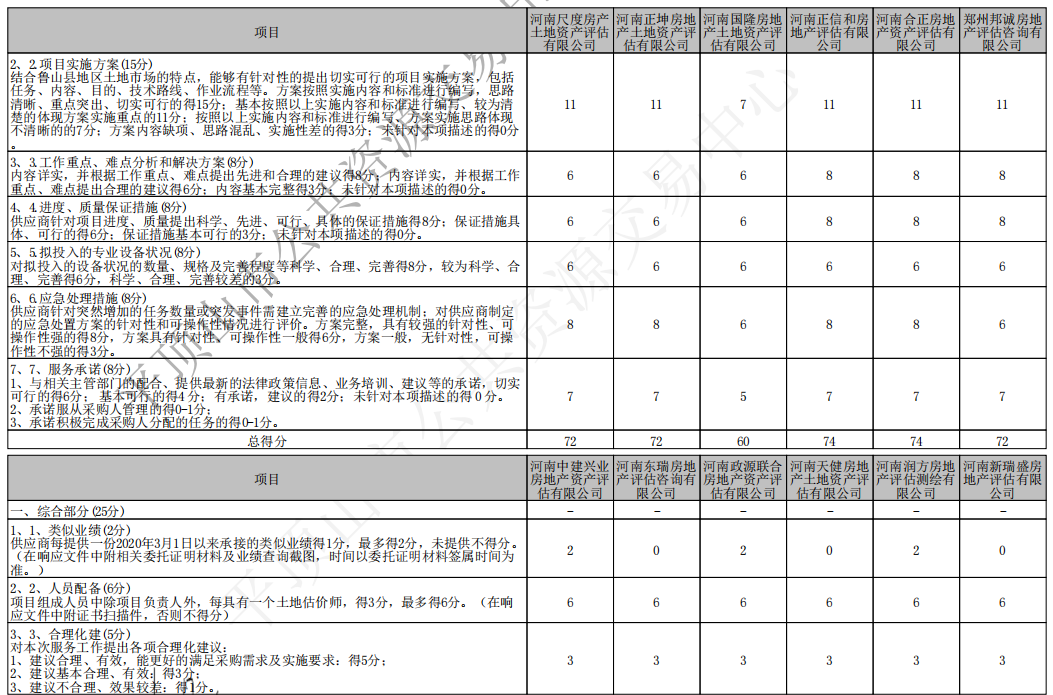 项目
河南尺度房产
土地资产评估
有限公司
河南正坤房地
产土地资产评
估有限公司
河南国隆房地
产土地资产评
估有限公司
河南正信和房
地产评估有限
公司
河南合正房地
产资产评估有
限公司
郑州邦诚房地
产评估咨询有
限公司
2、2.项目实施方案(15分)
结合鲁山县地区土地市场的特点，能够有针对性的提出切实可行的项目实施方案，包括
任务、内容、目的、技术路线、作业流程等。方案按照实施内容和标准进行编写，思路
清晰、重点突出、切实可行的得15分；基本按照以上实施内容和标准进行编写、较为清
楚的体现方案实施重点的11分；按照以上实施内容和标准进行编写、方案实施思路体现
不清晰的的7分；方案内容缺项、思路混乱、实施性差的得3分；未针对本项描述的得0分
。
11 11 7 11 11 11
3、3.工作重点、难点分析和解决方案(8分)
内容详实，并根据工作重点、难点提出先进和合理的建议得8分；内容详实，并根据工作
重点、难点提出合理的建议得6分；内容基本完整得3分；未针对本项描述的得0分。
6 6 6 8 8 8
4、4.进度、质量保证措施(8分)
供应商针对项目进度、质量提出科学、先进、可行、具体的保证措施得8分；保证措施具
体、可行的得6分；保证措施基本可行的3分；未针对本项描述的得0分。
6 6 6 8 8 8
5、5.拟投入的专业设备状况(8分)
对拟投入的设备状况的数量、规格及完善程度等科学、合理、完善得8分，较为科学、合
理、完善得6分，科学、合理、完善较差的3分。
6 6 6 6 6 6
6、6.应急处理措施(8分)
供应商针对突然增加的任务数量或突发事件需建立完善的应急处理机制；对供应商制定
的应急处置方案的针对性和可操作性情况进行评价。方案完整，具有较强的针对性、可
操作性强的得8分，方案具有针对性、可操作性一般得6分，方案一般，无针对性，可操
作性不强的得3分。
8 8 6 8 8 6
7、7、服务承诺(8分)
1、与相关主管部门的配合、提供最新的法律政策信息、业务培训、建议等的承诺，切实
可行的得6分； 基本可行的得4 分；有承诺，建议的得2分；未针对本项描述的得 0 分。
2、承诺服从采购人管理的得0-1分；
3、承诺积极完成采购人分配的任务的得0-1分。
7 7 5 7 7 7
总得分 72 72 60 74 74 72
项目
河南中建兴业
房地产资产评
估有限公司
河南东瑞房地
产评估咨询有
限公司
河南政源联合
房地产资产评
估有限公司
河南天健房地
产土地资产评
估有限公司
河南润方房地
产评估测绘有
限公司
河南新瑞盛房
地产评估有限
公司
一、综合部分(25分) - - - - - -
1、1、类似业绩(2分)
供应商每提供一份2020年3月1日以来承接的类似业绩得1分，最多得2分，未提供不得分。
（在响应文件中附相关委托证明材料及业绩查询截图，时间以委托证明材料签属时间为
准。）
2 0 2 0 2 0
2、2、人员配备(6分)
项目组成人员中除项目负责人外，每具有一个土地估价师，得3分，最多得6分。（在响
应文件中附证书扫描件，否则不得分）
6 6 6 6 6 6
3、3、合理化建(5分)
对本次服务工作提出各项合理化建议：
1、建议合理、有效，能更好的满足采购需求及实施要求：得5分；
2、建议基本合理、有效：得3分；
3、建议不合理、效果较差：得1分。
3 3 3 3 3 3
平顶山市公共资源交易中心
平顶山市公共资源交易中心